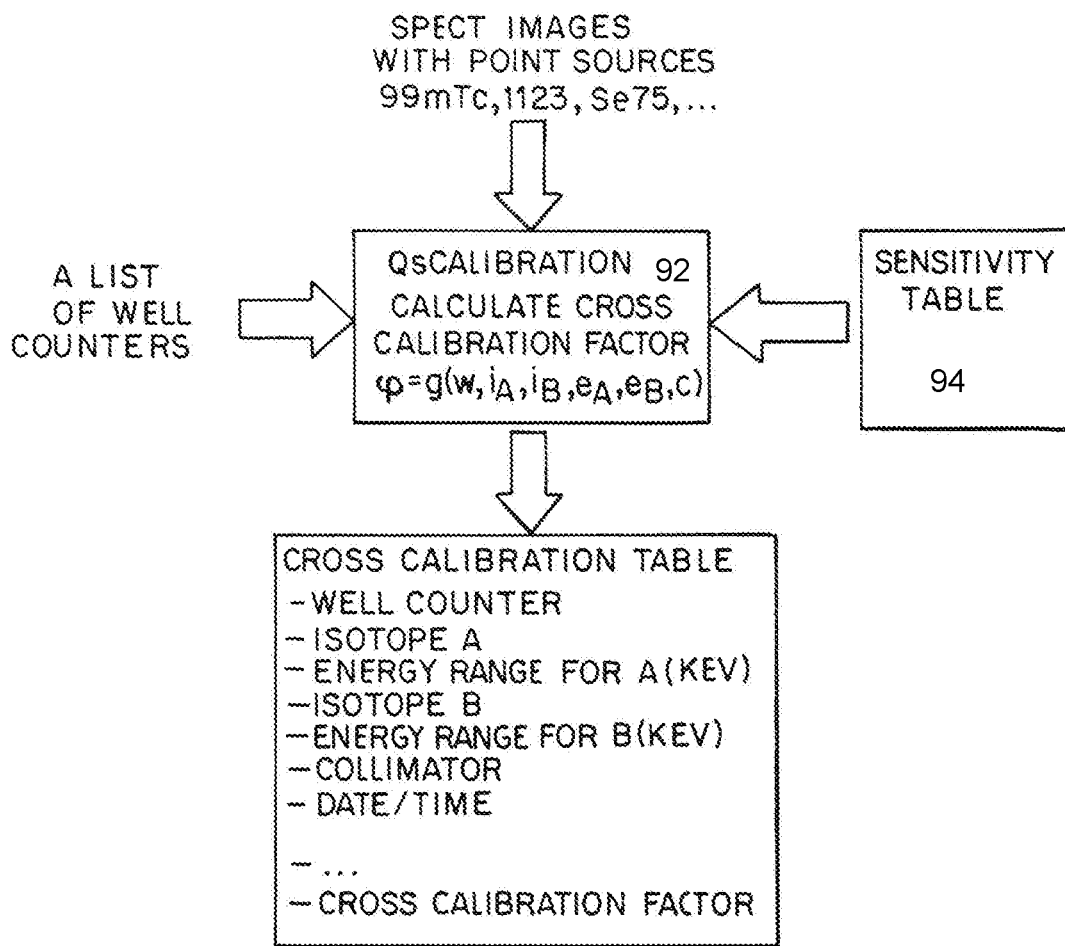 SPECT IMAGES
WITH POINT SOURCES
99mTc, 1123, Se75,...
A LIST
OF WELL
COUNTERS
QsCALIBRATION 92
CALCULATE CROSS
CALIBRATION FACTOR
φ=g(w,iA,iB,eA,eB,c)
SENSITIVITY
TABLE
94
CROSS CALIBRATION TABLE
-WELL COUNTER
-ISOTOPE A
-ENERGY RANGE FOR A(KEV)
-ISOTOPE B
-ENERGY RANGE FOR B(KEV)
-COLLIMATOR
-DATE/TIME
-...
-CROSS CALIBRATION FACTOR